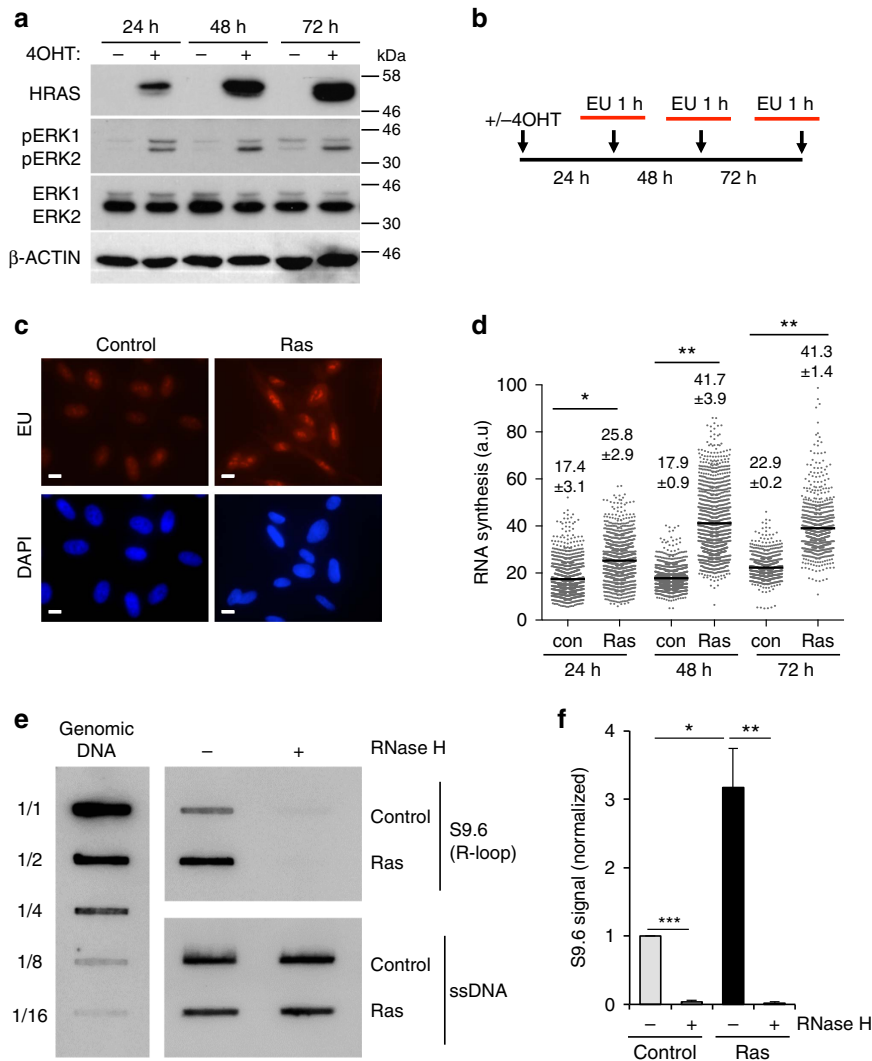 a
24 h 48 h 72 h
4OHT: – + – + – + kDa
HRAS
58
46
pERK1
pERK2
46
30
ERK1
ERK2
46
30
β-ACTIN
46
b
+/–4OHT
EU 1 h EU 1 h EU 1 h
24 h 48 h 72 h
c
Control Ras
EU
DAPI
d
RNA synthesis (a.u)
100
80
60
40
20
0
*
**
**
17.4
±3.1
25.8
±2.9
17.9
±0.9
41.7
±3.9
22.9
±0.2
41.3
±1.4
con Ras con Ras con Ras
24 h 48 h 72 h
e
Genomic
DNA
– + RNase H
1/1
1/2
1/4
1/8
1/16
Control
Ras
S9.6
(R-loop)
Control
Ras
ssDNA
f
S9.6 signal (normalized)
4
3
2
1
0
* **
***
– + – + RNase H
Control Ras